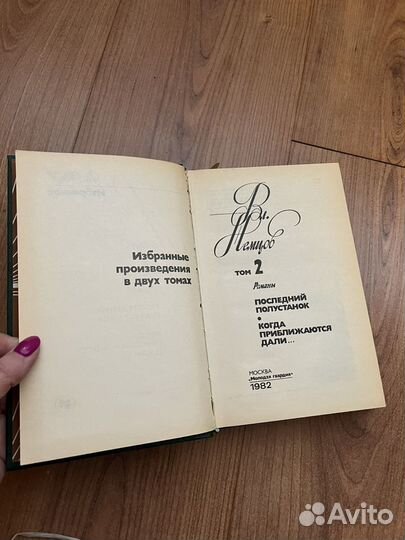 Избранные
произведения
в двух томах
Вл.
Немцов
ТОМ 2
Романы
ПОСЛЕДНИЙ
ПОЛУСТАНОК
•
КОГДА
ПРИБЛИЖАЮТСЯ
ДАЛИ...
МОСКВА
«Молодая гвардия»
1982
Avito